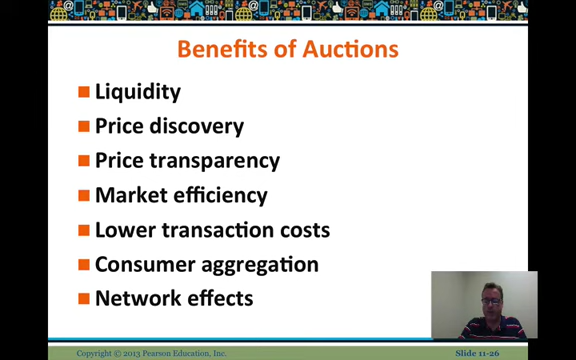 Benefits of Auctions
Liquidity
Price discovery
Price transparency
Market efficiency
Lower transaction costs
Consumer aggregation
Network effects
Copyright © 2013 Pearson Education, Inc.
Slide 11-26